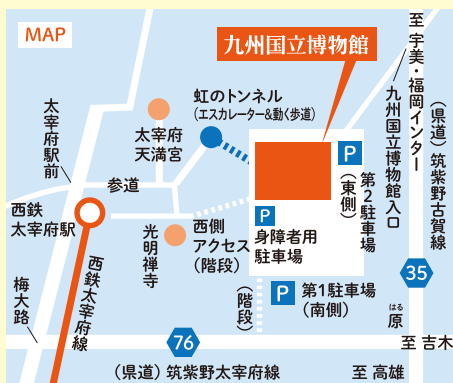 MAP
九州国立博物館
至 宇美・福岡インター
九州国立博物館入口
(県道)筑紫野古賀線
虹のトンネル
(エスカレーター&動く歩道)
太宰府
天満宮
太宰府
駅前
参道
P
第2駐車場
(東側)
西鉄
太宰府駅
光明禅寺
西側
アクセス
(階段)
P
身障者用
駐車場
西鉄太宰府線
梅大路
(階段)
P
第1駐車場
(南側)
35
はる
原
76
至 吉木
(県道)筑紫野太宰府線
至 高雄